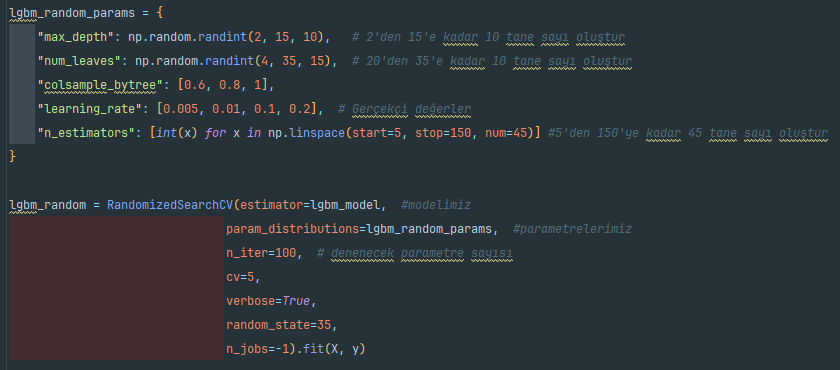 lgbm_random_params = {
"max_depth": np.random.randint(2, 15, 10),   # 2'den 15'e kadar 10 tane sayı oluştur
"num_leaves": np.random.randint(4, 35, 15),  # 20'den 35'e kadar 10 tane sayı oluştur
"colsample_bytree": [0.6, 0.8, 1],
"learning_rate": [0.005, 0.01, 0.1, 0.2],  # Gerçekçi değerler
"n_estimators": [int(x) for x in np.linspace(start=5, stop=150, num=45)] #5'den 150'ye kadar 45 tane sayı oluştur
}
lgbm_random = RandomizedSearchCV(estimator=lgbm_model,  #modelimiz
param_distributions=lgbm_random_params,  #parametrelerimiz
n_iter=100,  # denenecek parametre sayısı
cv=5,
verbose=True,
random_state=35,
n_jobs=-1).fit(X, y)